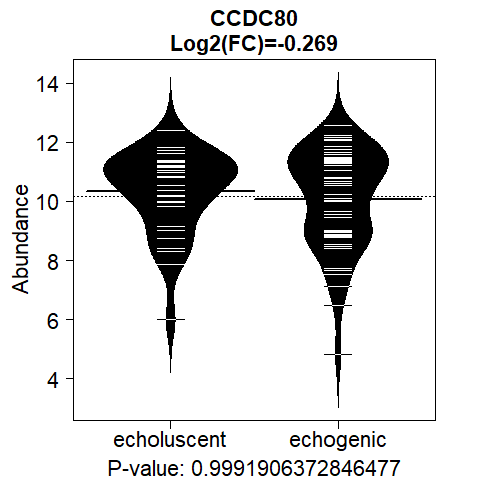 CCDC80
Log2(FC)=-0.269
14
12
10
8
6
4
Abundance
echoluscent
echogenic
P-value: 0.9991906372846477